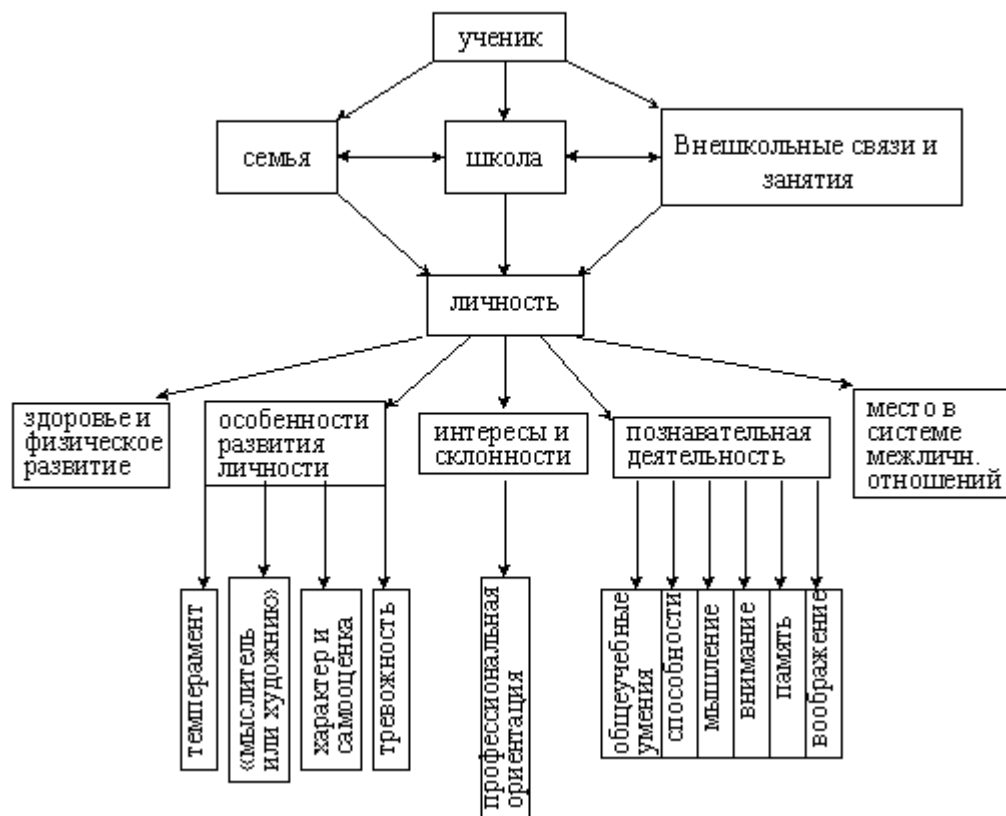 ученик
семья
школа
Внешкольные связи и
занятия
личность
здоровье и
физическое
развитие
особенности
развития
личности
интересы и
склонности
познавательная
деятельность
место в
системе
межличн.
отношений
темперамент
«мыслитель
или художнию»
характер и
самооценка
тревожность
профессиональная
ориентация
общеучебные
умения
способности
мышление
внимание
память
воображение